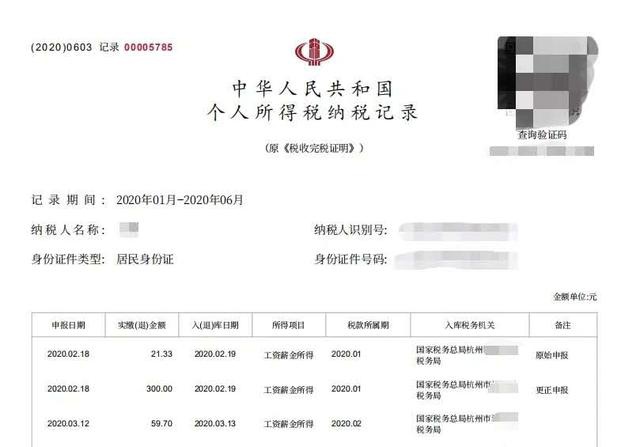 (2020)0603 记录 00005785
中华人民共和国
个人所得税纳税记录
(原《税收完税证明》)
查询验证码
记录期间: 2020年01月-2020年06月
纳税人名称:
纳税人识别号:
身份证件类型: 居民身份证
身份证件号码:
金额单位:元
申报日期 实缴(退)金额 入(退)库日期 所得项目 税款所属期 入库税务机关 备注
2020.02.18 21.33 2020.02.19 工资薪金所得 2020.01 国家税务总局杭州 原始申报
税务局
2020.02.18 300.00 2020.02.19 工资薪金所得 2020.01 国家税务总局杭州市 更正申报
税务局
2020.03.12 59.70 2020.03.13 工资薪金所得 2020.02 国家税务总局杭州市
税务局